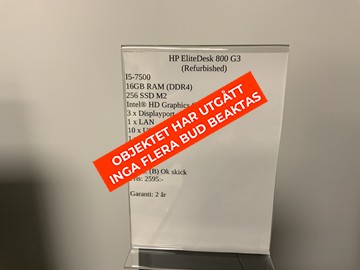 HP EliteDesk 800 G3
(Refurbished)
I5-7500
16GB RAM (DDR4)
256 SSD M2
Intel® HD Graphics
3 x Displayport
1 x LAN
10 x
OBJEKTET HAR UTGÅTT
INGA FLERA BUD BEAKTAS
(B) Ok skick
2595:-
Garanti: 2 år